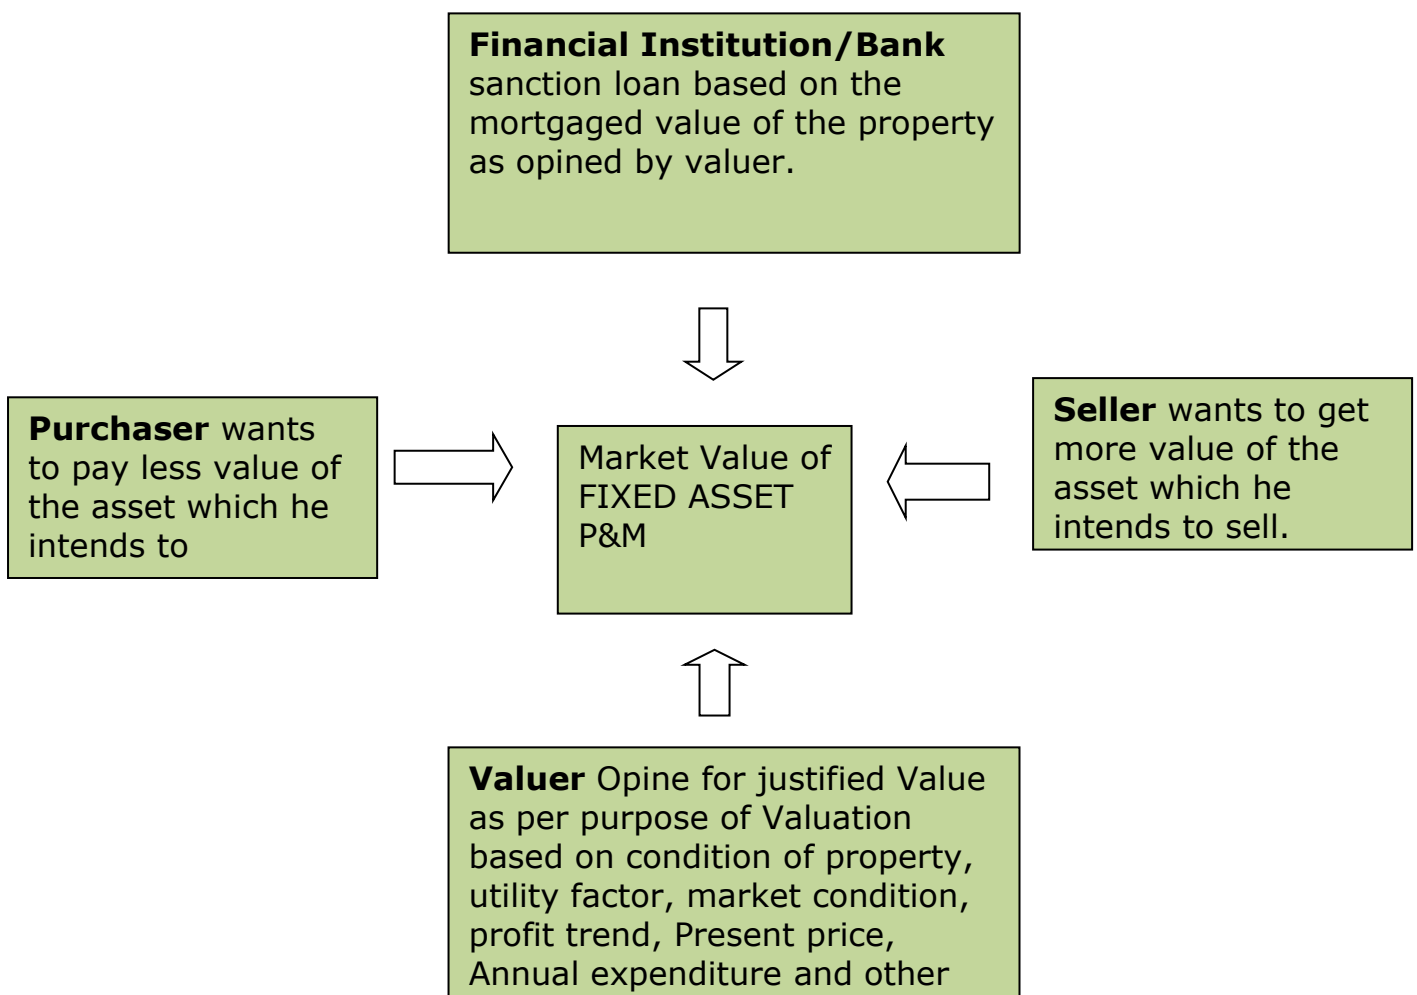 Financial Institution/Bank
sanction loan based on the
mortgaged value of the property
as opined by valuer.
Purchaser wants
to pay less value of
the asset which he
intends to
Market Value of
FIXED ASSET
P&M
Seller wants to get
more value of the
asset which he
intends to sell.
Valuer Opine for justified Value
as per purpose of Valuation
based on condition of property,
utility factor, market condition,
profit trend, Present price,
Annual expenditure and other